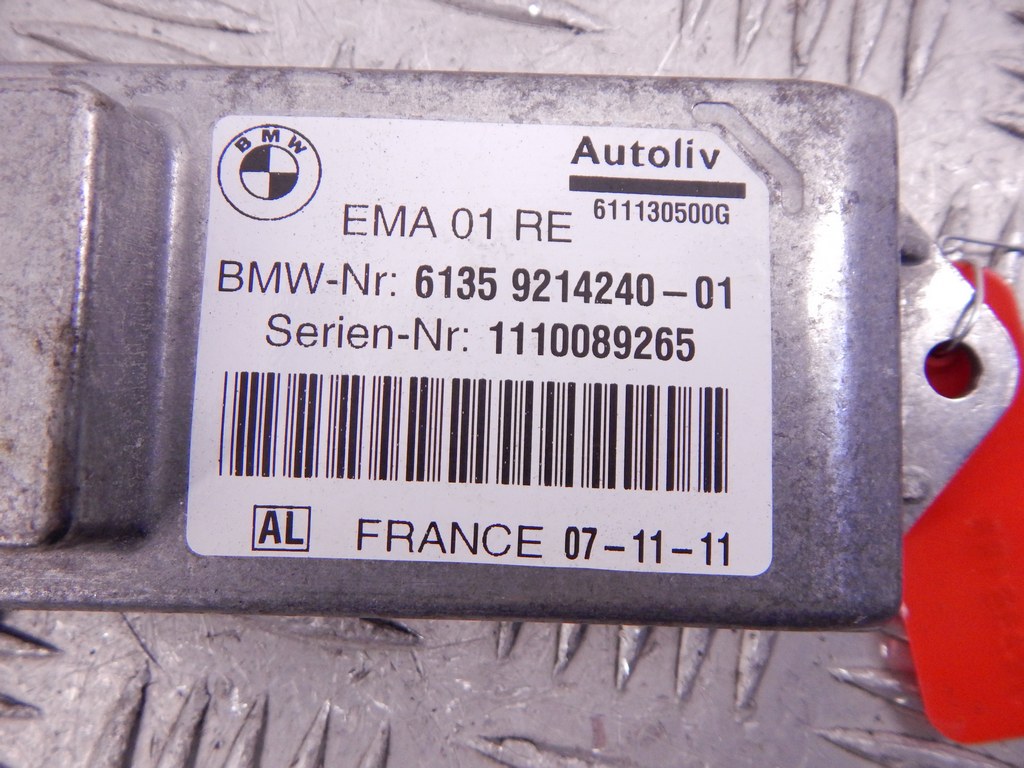 BMW
Autoliv
611130500G
EMA 01 RE
BMW-Nr: 6135 9214240-01
Serien-Nr: 1110089265
AL FRANCE 07-11-11